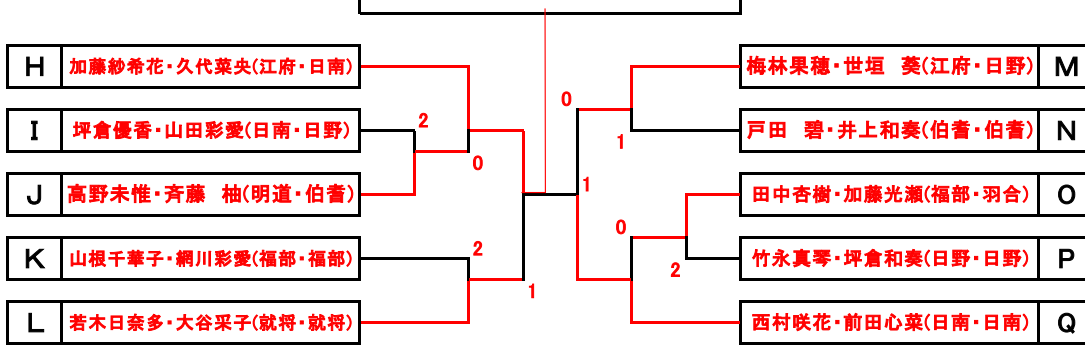 H 加藤紗希花・久代菜央(江府・日南)
I 坪倉優香・山田彩愛(日南・日野)
J 高野未惟・斉藤　柚(明道・伯耆)
K 山根千華子・網川彩愛(福部・福部)
L 若木日奈多・大谷采子(就将・就将)
2
0
2
1
0
1
1
0
2
梅林果穂・世垣　葵(江府・日野) M
戸田　碧・井上和奏(伯耆・伯耆) N
田中杏樹・加藤光瀬(福部・羽合) O
竹永真琴・坪倉和奏(日野・日野) P
西村咲花・前田心菜(日南・日南) Q